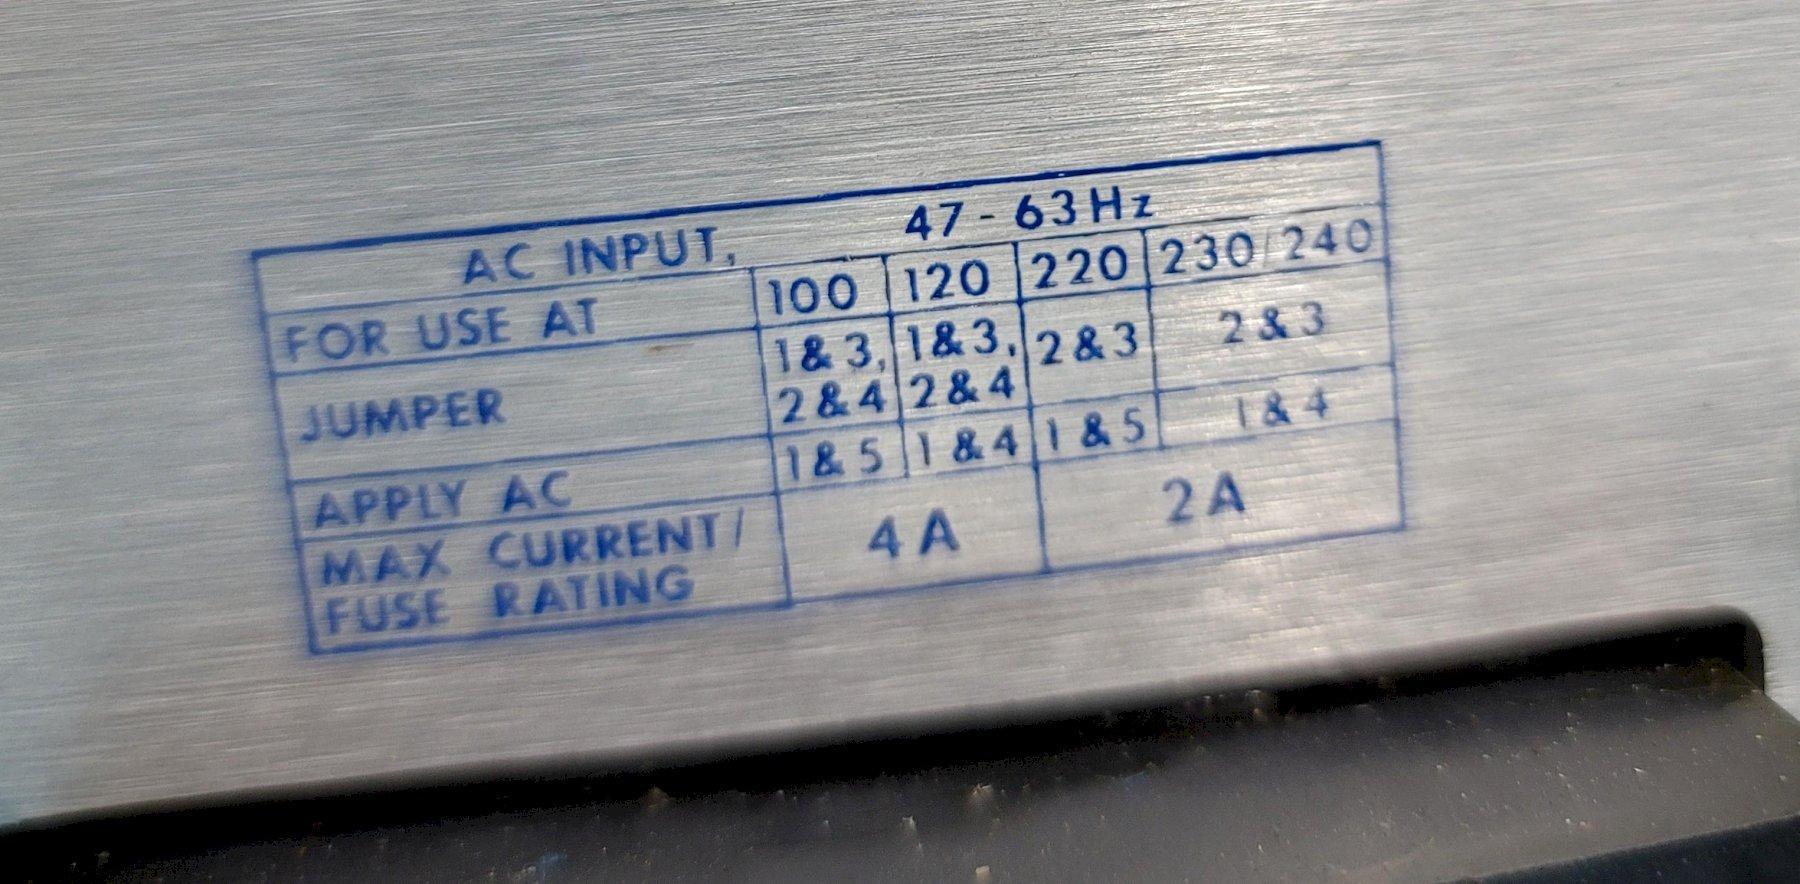 AC INPUT, 47-63Hz
FOR USE AT 100 120 220 230/240
JUMPER 1&3, 2&4 1&3, 2&4 2&3 2&3
APPLY AC 1&5 1&4 1&5 1&4
MAX CURRENT/
FUSE RATING 4A 2A